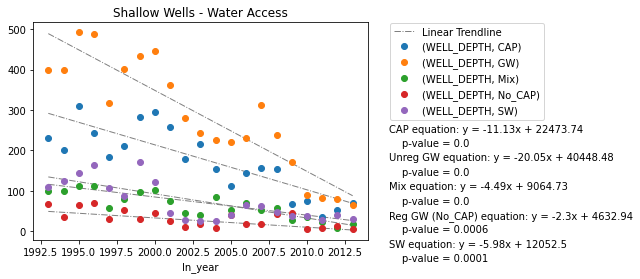 Shallow Wells - Water Access
500
400
300
200
100
0
1992.5 1995.0 1997.5 2000.0 2002.5 2005.0 2007.5 2010.0 2012.5
In_year
Linear Trendline
(WELL_DEPTH, CAP)
(WELL_DEPTH, GW)
(WELL_DEPTH, Mix)
(WELL_DEPTH, No_CAP)
(WELL_DEPTH, SW)
CAP equation: y = -11.13x + 22473.74
p-value = 0.0
Unreg GW equation: y = -20.05x + 40448.48
p-value = 0.0
Mix equation: y = -4.49x + 9064.73
p-value = 0.0
Reg GW (No_CAP) equation: y = -2.3x + 4632.94
p-value = 0.0006
SW equation: y = -5.98x + 12052.5
p-value = 0.0001